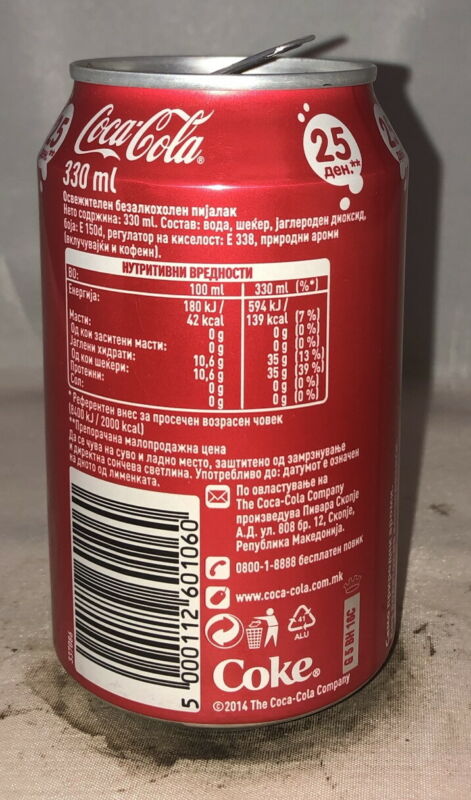 Coca-Cola®
25
ден.**
330 ml
Освежителен безалкохолен пијалак
Нето содржина: 330 ml. Состав: вода, шеќер, јаглероден диоксид,
боја: Е 150d, регулатор на киселост: Е 338, природни ароми
(вклучувајќи и кофеин).
НУТРИТИВНИ ВРЕДНОСТИ
ВО: 100 ml 330 ml (%*)
Енергија: 180 kJ / 594 kJ /
42 kcal 139 kcal (7 %)
Масти: 0 g 0 g (0 %)
Од кои заситени масти: 0 g 0 g (0 %)
Јаглени хидрати: 10,6 g 35 g (13 %)
Од кои шеќери: 10,6 g 35 g (39 %)
Протеини: 0 g 0 g (0 %)
Сол: 0 g 0 g (0 %)
* Референтен внес за просечен возрасен човек
(8400 kJ / 2000 kcal)
**Препорачана малопродажна цена
Да се чува на суво и ладно место, заштитено од замрзнување
и директна сончева светлина. Употребливо до: датумот е означен
на дното од лименката.
По овластување на
The Coca-Cola Company
произведува Пивара Скопје
А.Д. ул. 808 бр. 12, Скопје,
Република Македонија.
0800-1-8888 бесплатен повик
www.coca-cola.com.mk
41
ALU
G 5 BH 16C
Coke®
©2014 The Coca-Cola Company
5 000112 601060